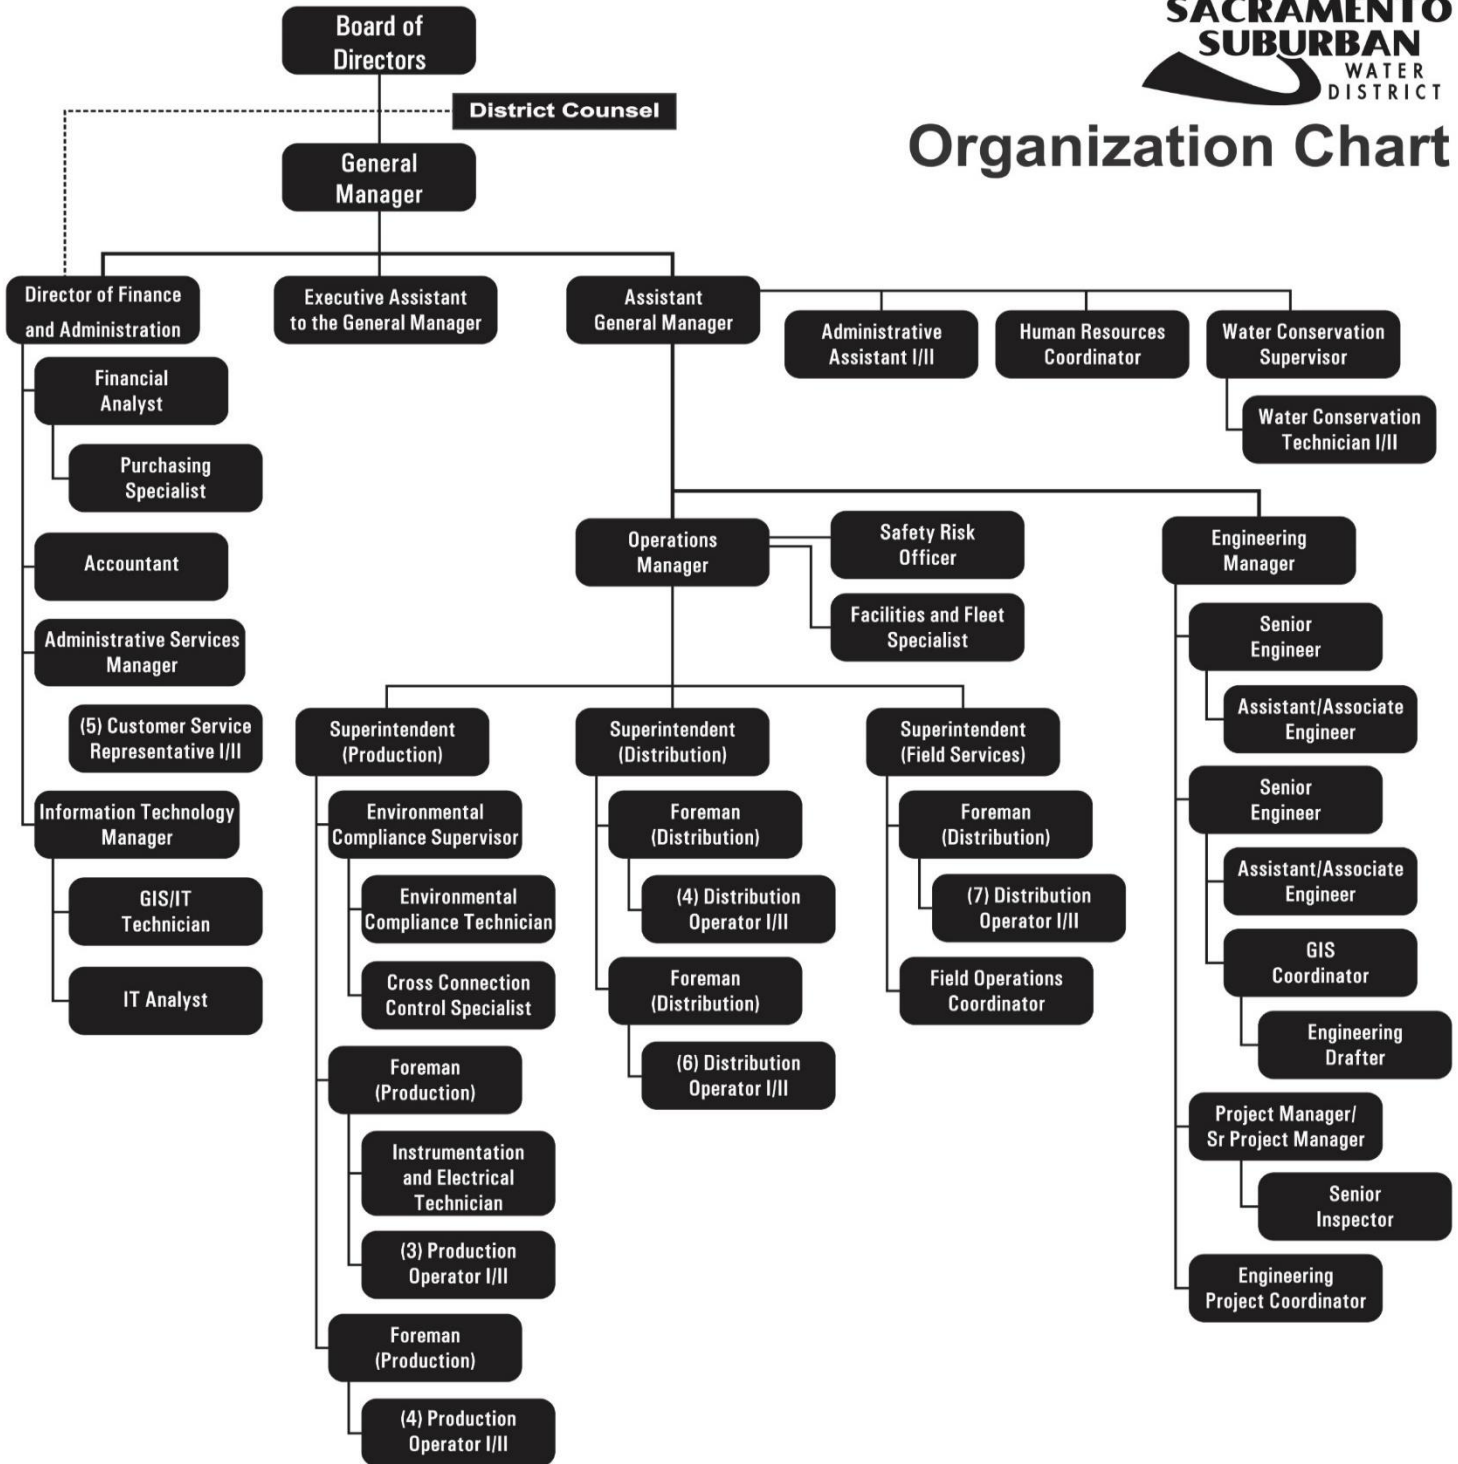 SACRAMENTO
SUBURBAN
WATER
DISTRICT
Organization Chart
Board of
Directors
District Counsel
General
Manager
Director of Finance
and Administration
Executive Assistant
to the General Manager
Assistant
General Manager
Administrative
Assistant I/II
Human Resources
Coordinator
Water Conservation
Supervisor
Water Conservation
Technician I/II
Financial
Analyst
Purchasing
Specialist
Accountant
Administrative Services
Manager
(5) Customer Service
Representative I/II
Information Technology
Manager
GIS/IT
Technician
IT Analyst
Operations
Manager
Safety Risk
Officer
Facilities and Fleet
Specialist
Superintendent
(Production)
Environmental
Compliance Supervisor
Environmental
Compliance Technician
Cross Connection
Control Specialist
Foreman
(Production)
Instrumentation
and Electrical
Technician
(3) Production
Operator I/II
Foreman
(Production)
(4) Production
Operator I/II
Superintendent
(Distribution)
Foreman
(Distribution)
(4) Distribution
Operator I/II
Foreman
(Distribution)
(6) Distribution
Operator I/II
Superintendent
(Field Services)
Foreman
(Distribution)
(7) Distribution
Operator I/II
Field Operations
Coordinator
Engineering
Manager
Senior
Engineer
Assistant/Associate
Engineer
Senior
Engineer
Assistant/Associate
Engineer
GIS
Coordinator
Engineering
Drafter
Project Manager/
Sr Project Manager
Senior
Inspector
Engineering
Project Coordinator